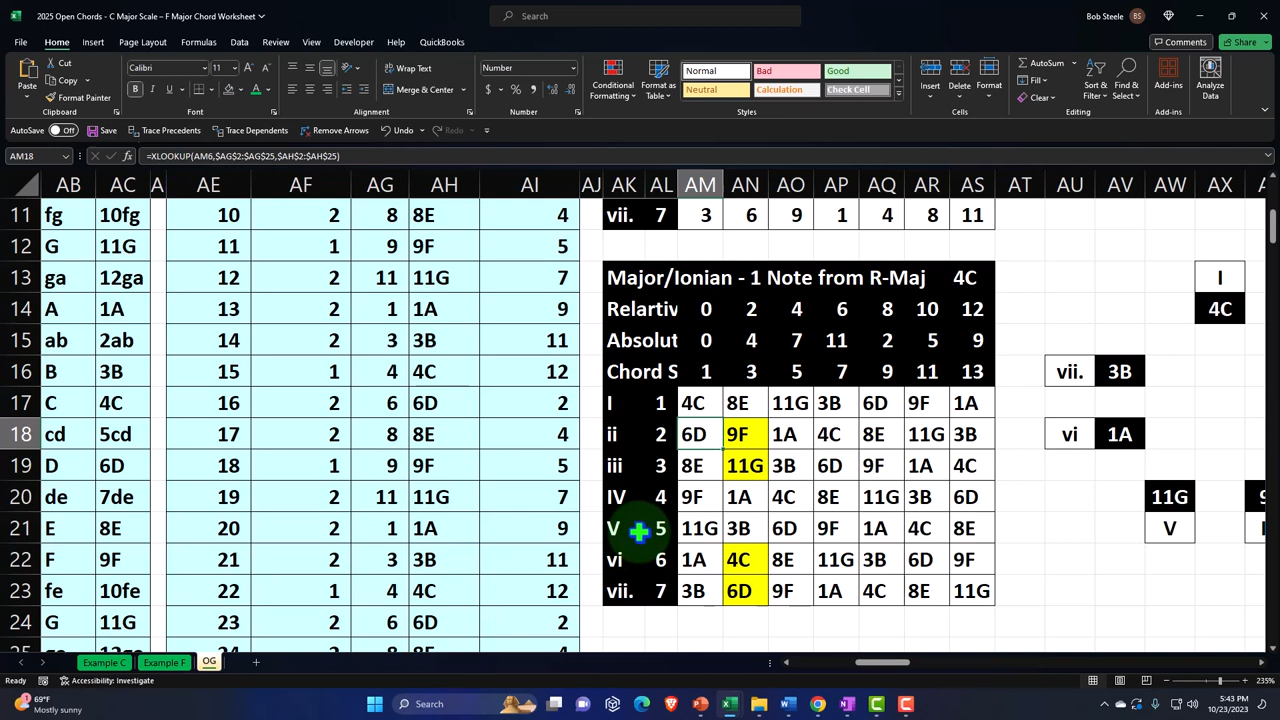 2025 Open Chords - C Major Scale – F Major Chord Worksheet
Search
Bob Steele BS
File Home Insert Page Layout Formulas Data Review View Developer Help QuickBooks Comments Share
Paste Cut Copy Format Painter
Calibri 11
B I U A
Wrap Text
Merge & Center
Number
Conditional Formatting Format as Table
Normal Bad Good
Neutral Calculation Check Cell
Insert Delete Format
AutoSum
Fill
Clear
Sort & Filter Find & Select
Add-ins
Analyze Data
Clipboard Font Alignment Number Styles Cells Editing Add-ins
AutoSave Off Save Trace Precedents Trace Dependents Remove Arrows Undo Redo
AM18 fx =XLOOKUP(AM6,$AG$2:$AG$25,$AH$2:$AH$25)
AB AC A AE AF AG AH AI AJ AK AL AM AN AO AP AQ AR AS AT AU AV AW AX
11 fg 10fg 10 2 8 8E 4 vii. 7 3 6 9 1 4 8 11
12 G 11G 11 1 9 9F 5
13 ga 12ga 12 2 11 11G 7 Major/Ionian - 1 Note from R-Maj 4C I
14 A 1A 13 2 1 1A 9 Relartiv 0 2 4 6 8 10 12 4C
15 ab 2ab 14 2 3 3B 11 Absolut 0 4 7 11 2 5 9
16 B 3B 15 1 4 4C 12 Chord S 1 3 5 7 9 11 13 vii. 3B
17 C 4C 16 2 6 6D 2 I 1 4C 8E 11G 3B 6D 9F 1A
18 cd 5cd 17 2 8 8E 4 ii 2 6D 9F 1A 4C 8E 11G 3B vi 1A
19 D 6D 18 1 9 9F 5 iii 3 8E 11G 3B 6D 9F 1A 4C
20 de 7de 19 2 11 11G 7 IV 4 9F 1A 4C 8E 11G 3B 6D 11G
21 E 8E 20 2 1 1A 9 V 5 11G 3B 6D 9F 1A 4C 8E V
22 F 9F 21 2 3 3B 11 vi 6 1A 4C 8E 11G 3B 6D 9F
23 fe 10fe 22 1 4 4C 12 vii. 7 3B 6D 9F 1A 4C 8E 11G
24 G 11G 23 2 6 6D 2
Example C Example F OG
Ready Accessibility: Investigate 235%
69°F
Mostly sunny
Search
5:43 PM
10/23/2023